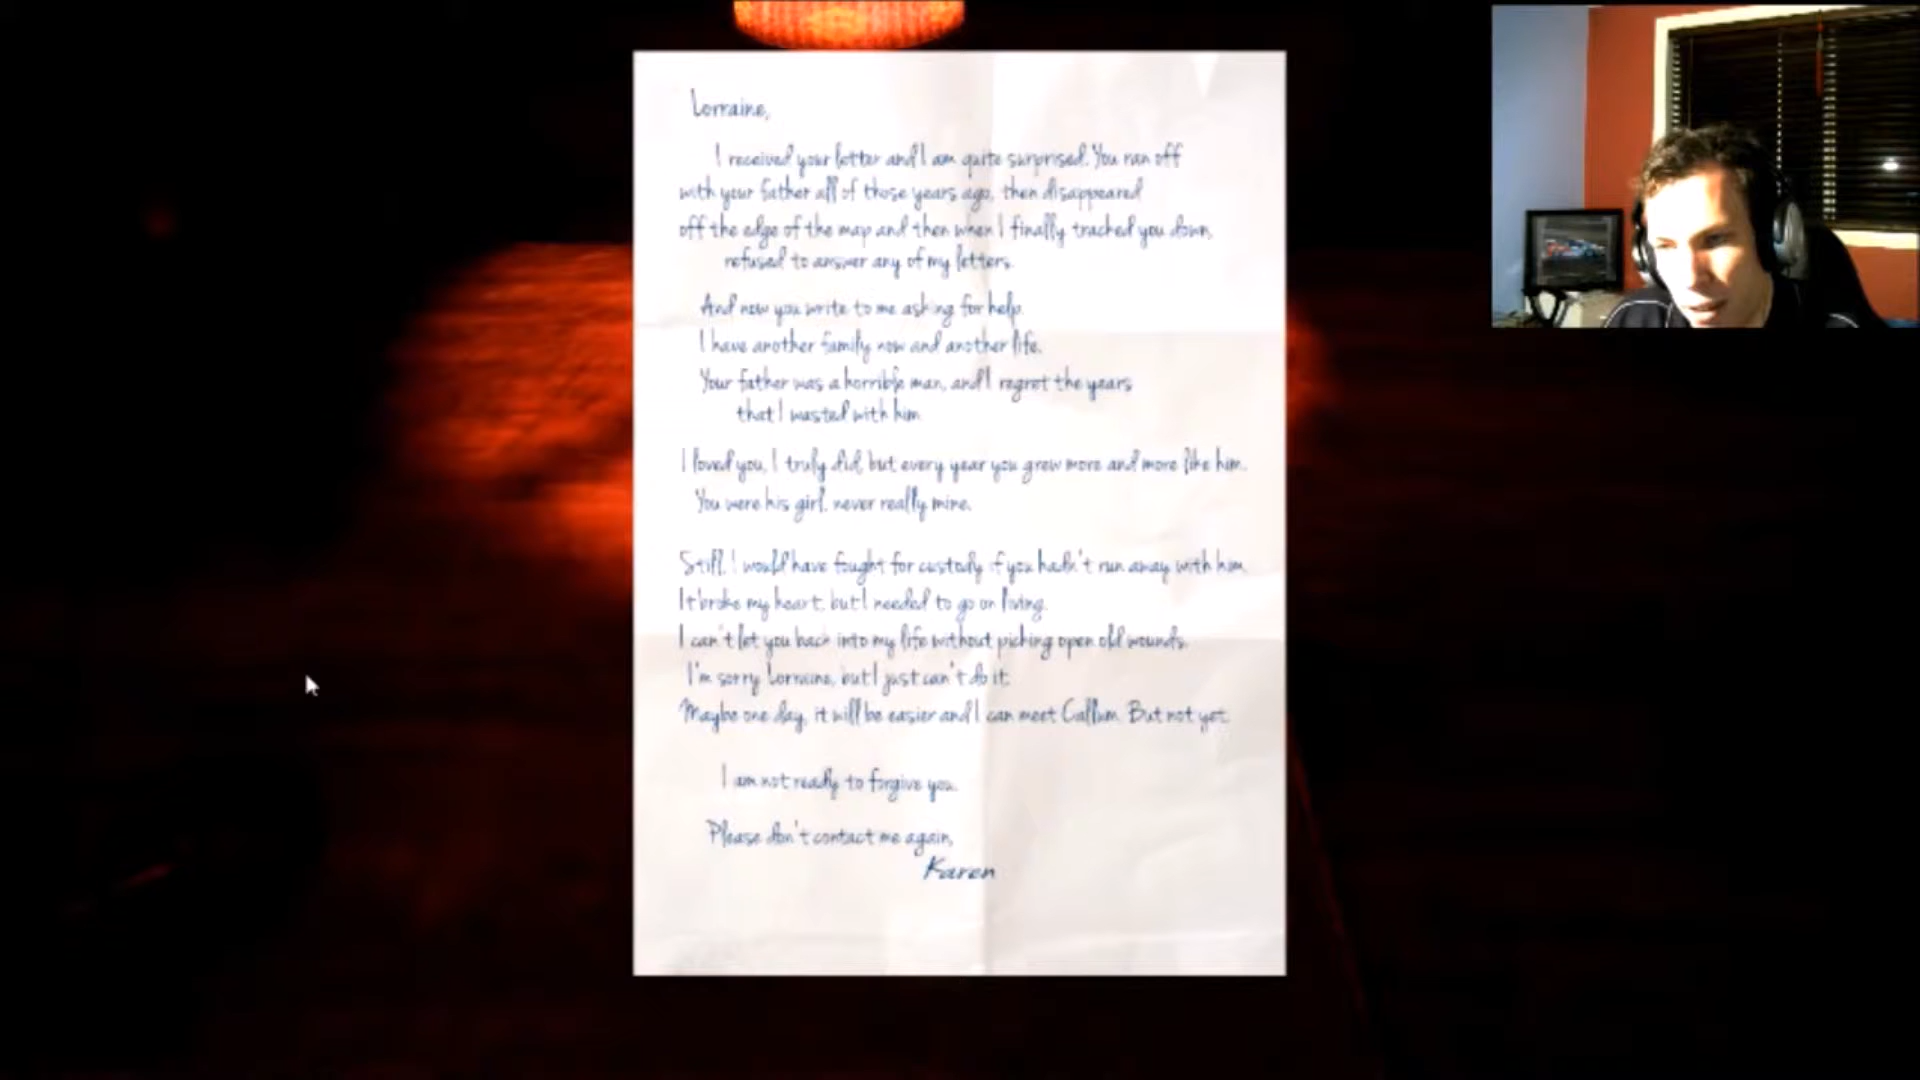 Lorraine,
I received your letter and I am quite surprised. You ran off
with your father all of those years ago, then disappeared
off the edge of the map and then when I finally tracked you down,
refused to answer any of my letters.
And now you write to me asking for help.
I have another family now and another life.
Your father was a horrible man, and I regret the years
that I wasted with him.
I loved you, I truly did, but every year you grew more and more like him.
You were his girl, never really mine.
Still, I would have fought for custody if you hadn't run away with him.
It broke my heart, but I needed to go on living.
I can't let you back into my life without picking open old wounds.
I'm sorry Lorraine, but I just can't do it.
Maybe one day, it will be easier and I can meet Callum. But not yet.
I am not ready to forgive you.
Please don't contact me again,
Karen